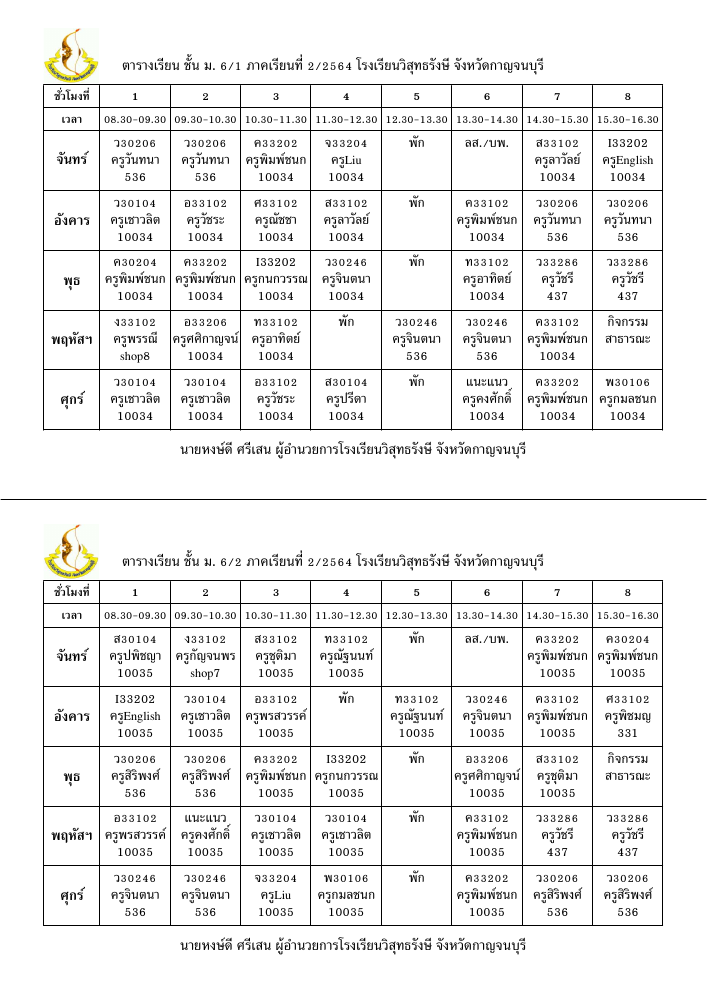 ตารางเรียน ชั้น ม. 6/1 ภาคเรียนที่ 2/2564 โรงเรียนวิสุทธรังษี จังหวัดกาญจนบุรี
ชั่วโมงที่ 1 2 3 4 5 6 7 8
เวลา 08.30-09.30 09.30-10.30 10.30-11.30 11.30-12.30 12.30-13.30 13.30-14.30 14.30-15.30 15.30-16.30
ว30206 ว30206 ค33202 จ33204 พัก ลส./บพ. ส33102 I33202
จันทร์ ครูวันทนา ครูวันทนา ครูพิมพ์ชนก ครูLiu ครูลาวัลย์ ครูEnglish
536 536 10034 10034 10034 10034
ว30104 อ33102 ศ33102 ส33102 พัก ค33102 ว30206 ว30206
อังคาร ครูเชาวลิต ครูวัชระ ครูณัชชา ครูลาวัลย์ ครูพิมพ์ชนก ครูวันทนา ครูวันทนา
10034 10034 10034 10034 10034 536 536
ค30204 ค33202 I33202 ว30246 พัก ท33102 ว33286 ว33286
พุธ ครูพิมพ์ชนก ครูพิมพ์ชนก ครูกนกวรรณ ครูจินตนา ครูอาทิตย์ ครูวัชรี ครูวัชรี
10034 10034 10034 10034 10034 437 437
ง33102 อ33206 ท33102 พัก ว30246 ว30246 ค33102 กิจกรรม
พฤหัสฯ ครูพรรณี ครูศศิกาญจน์ ครูอาทิตย์ ครูจินตนา ครูจินตนา ครูพิมพ์ชนก สาธารณะ
shop8 10034 10034 536 536 10034
ว30104 ว30104 อ33102 ส30104 พัก แนะแนว ค33202 พ30106
ศุกร์ ครูเชาวลิต ครูเชาวลิต ครูวัชระ ครูปรีดา ครูคงศักดิ์ ครูพิมพ์ชนก ครูกมลชนก
10034 10034 10034 10034 10034 10034 10034
นายหงษ์ดี ศรีเสน ผู้อำนวยการโรงเรียนวิสุทธรังษี จังหวัดกาญจนบุรี
ตารางเรียน ชั้น ม. 6/2 ภาคเรียนที่ 2/2564 โรงเรียนวิสุทธรังษี จังหวัดกาญจนบุรี
ชั่วโมงที่ 1 2 3 4 5 6 7 8
เวลา 08.30-09.30 09.30-10.30 10.30-11.30 11.30-12.30 12.30-13.30 13.30-14.30 14.30-15.30 15.30-16.30
ส30104 ง33102 ส33102 ท33102 พัก ลส./บพ. ค33202 ค30204
จันทร์ ครูปพิชญา ครูกัญจนพร ครูชุติมา ครูณัฐนนท์ ครูพิมพ์ชนก ครูพิมพ์ชนก
10035 shop7 10035 10035 10035 10035
I33202 ว30104 อ33102 พัก ท33102 ว30246 ค33102 ศ33102
อังคาร ครูEnglish ครูเชาวลิต ครูพรสวรรค์ ครูณัฐนนท์ ครูจินตนา ครูพิมพ์ชนก ครูพิชมญ
10035 10035 10035 10035 10035 10035 331
ว30206 ว30206 ค33202 I33202 พัก อ33206 ส33102 กิจกรรม
พุธ ครูสิริพงศ์ ครูสิริพงศ์ ครูพิมพ์ชนก ครูกนกวรรณ ครูศศิกาญจน์ ครูชุติมา สาธารณะ
536 536 10035 10035 10035 10035
อ33102 แนะแนว ว30104 ว30104 พัก ค33102 ว33286 ว33286
พฤหัสฯ ครูพรสวรรค์ ครูคงศักดิ์ ครูเชาวลิต ครูเชาวลิต ครูพิมพ์ชนก ครูวัชรี ครูวัชรี
10035 10035 10035 10035 10035 437 437
ว30246 ว30246 จ33204 พ30106 พัก ค33202 ว30206 ว30206
ศุกร์ ครูจินตนา ครูจินตนา ครูLiu ครูกมลชนก ครูพิมพ์ชนก ครูสิริพงศ์ ครูสิริพงศ์
536 536 10035 10035 10035 536 536
นายหงษ์ดี ศรีเสน ผู้อำนวยการโรงเรียนวิสุทธรังษี จังหวัดกาญจนบุรี